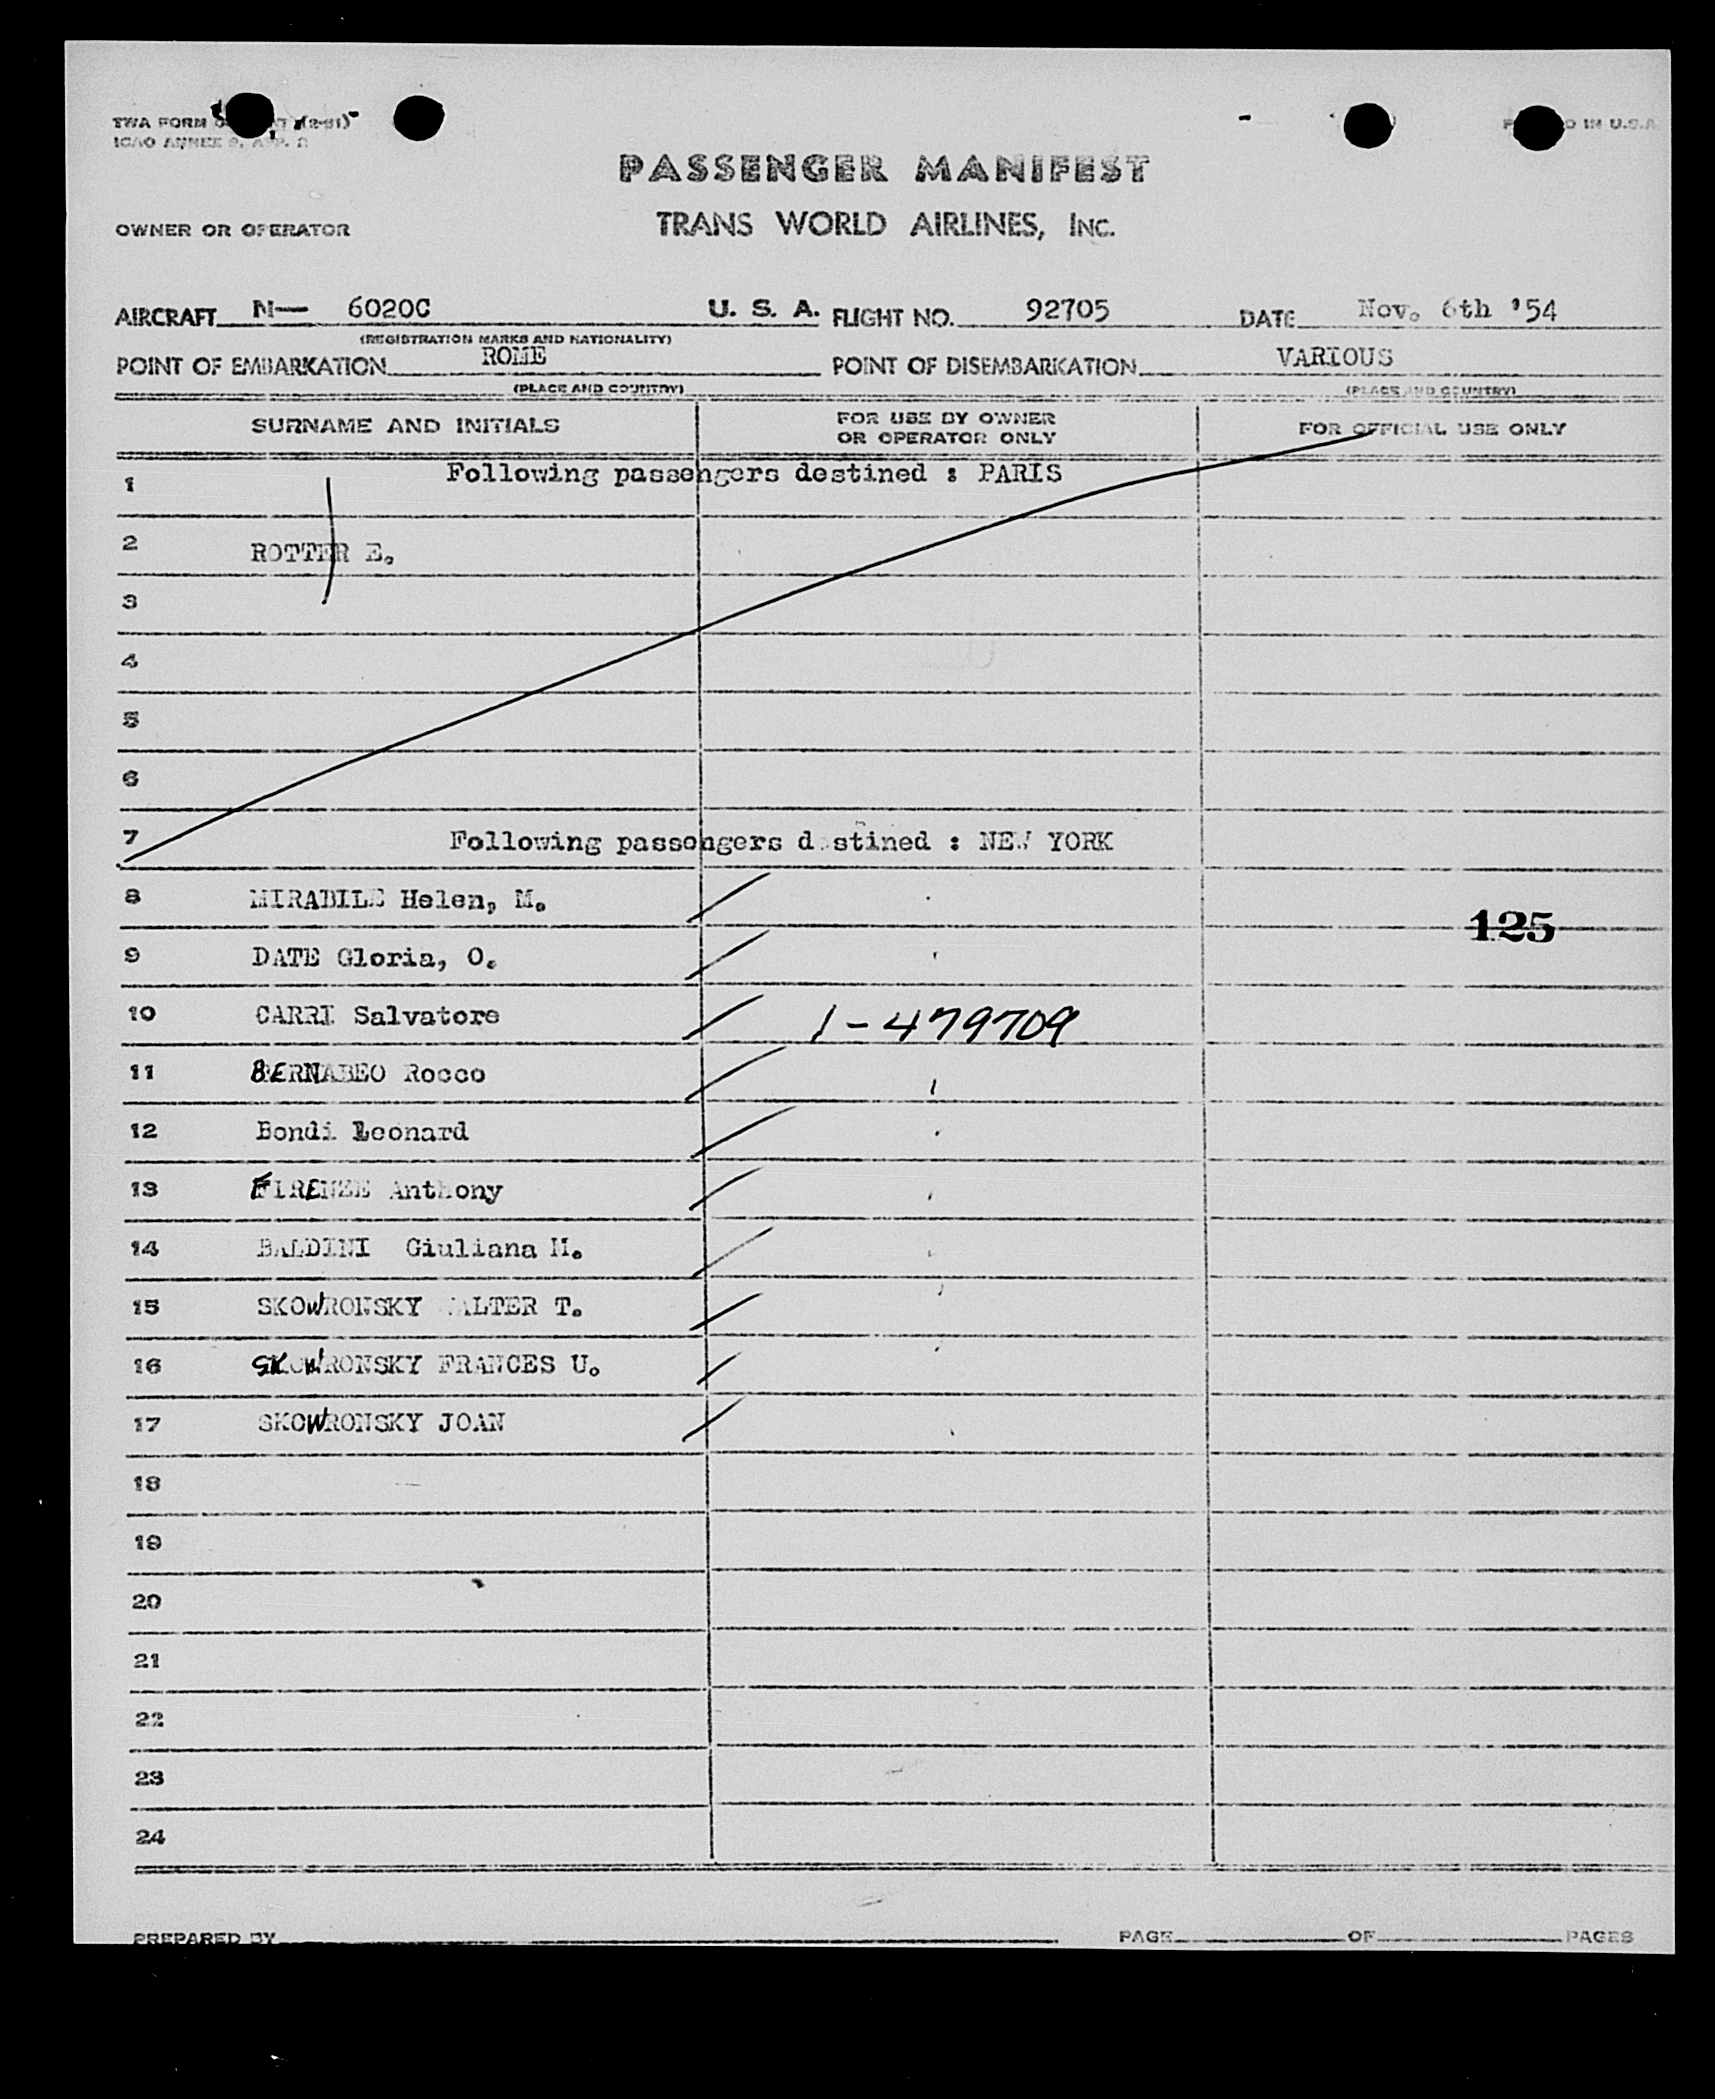 TWA FORM (2-51)
ICAO ANNEX 9, APP. 2 IN U.S.A.
PASSENGER MANIFEST
OWNER OR OPERATOR TRANS WORLD AIRLINES, INC.
AIRCRAFT N— 6020C U. S. A. FLIGHT NO. 92705 DATE Nov. 6th '54
(REGISTRATION MARKS AND NATIONALITY)
POINT OF EMBARKATION ROME POINT OF DISEMBARKATION VARIOUS
(PLACE AND COUNTRY) (PLACE AND COUNTRY)
SURNAME AND INITIALS FOR USE BY OWNER OR OPERATOR ONLY FOR OFFICIAL USE ONLY
1 Following passengers destined : PARIS
2 ROTTER E.
3
4
5
6
7 Following passengers destined : NEW YORK
8 MIRABILE Helen, M.
125
9 DATE Gloria, O.
10 CARRI Salvatore 1-479709
11 BERNABEO Rocco
12 Bondi Leonard
13 FIRENZE Anthony
14 BALDINI Giuliana M.
15 SKOWRONSKY WALTER T.
16 SKOWRONSKY FRANCES U.
17 SKOWRONSKY JOAN
18
19
20
21
22
23
24
PREPARED BY PAGE OF PAGES